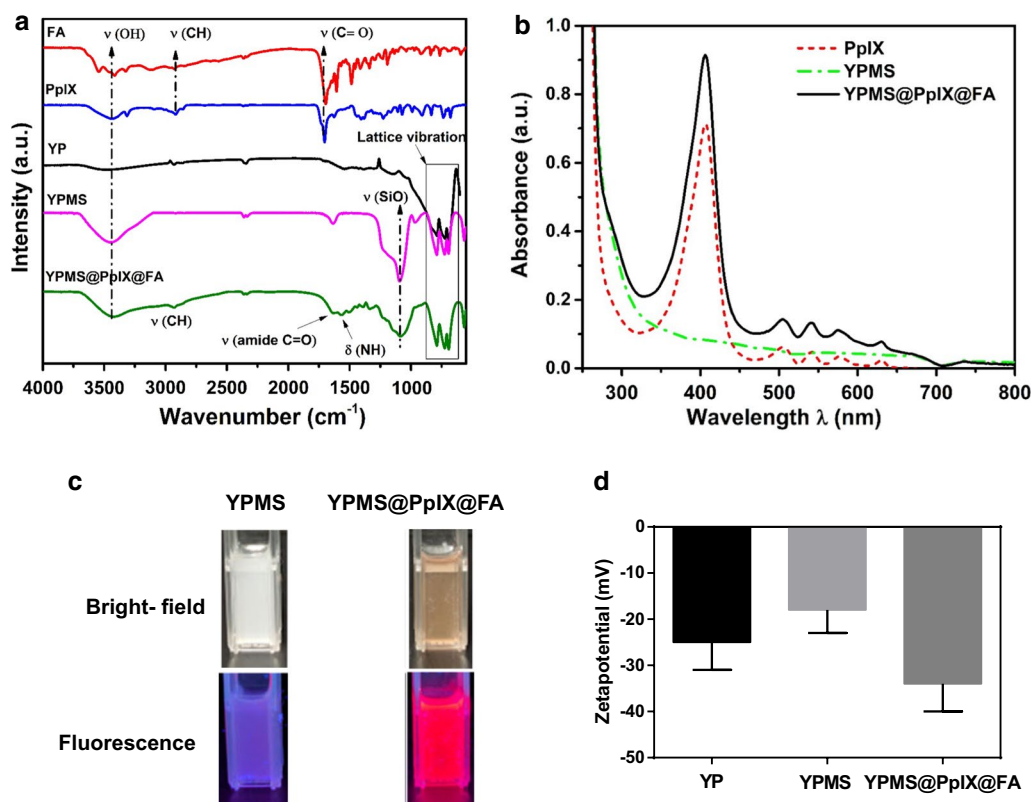 a
FA
ν (OH)
ν (CH)
ν (C= O)
PpIX
Lattice vibration
YP
YPMS
ν (SiO)
YPMS@PpIX@FA
ν (CH)
ν (amide C=O)
δ (NH)
Intensity (a.u.)
4000 3500 3000 2500 2000 1500 1000
Wavenumber (cm⁻¹)
b
PpIX
YPMS
YPMS@PpIX@FA
Absorbance (a.u.)
1.0
0.8
0.6
0.4
0.2
0.0
300 400 500 600 700 800
Wavelength λ (nm)
c
YPMS YPMS@PpIX@FA
Bright- field
Fluorescence
d
Zetapotential (mV)
0
-10
-20
-30
-40
-50
YP YPMS YPMS@PpIX@FA